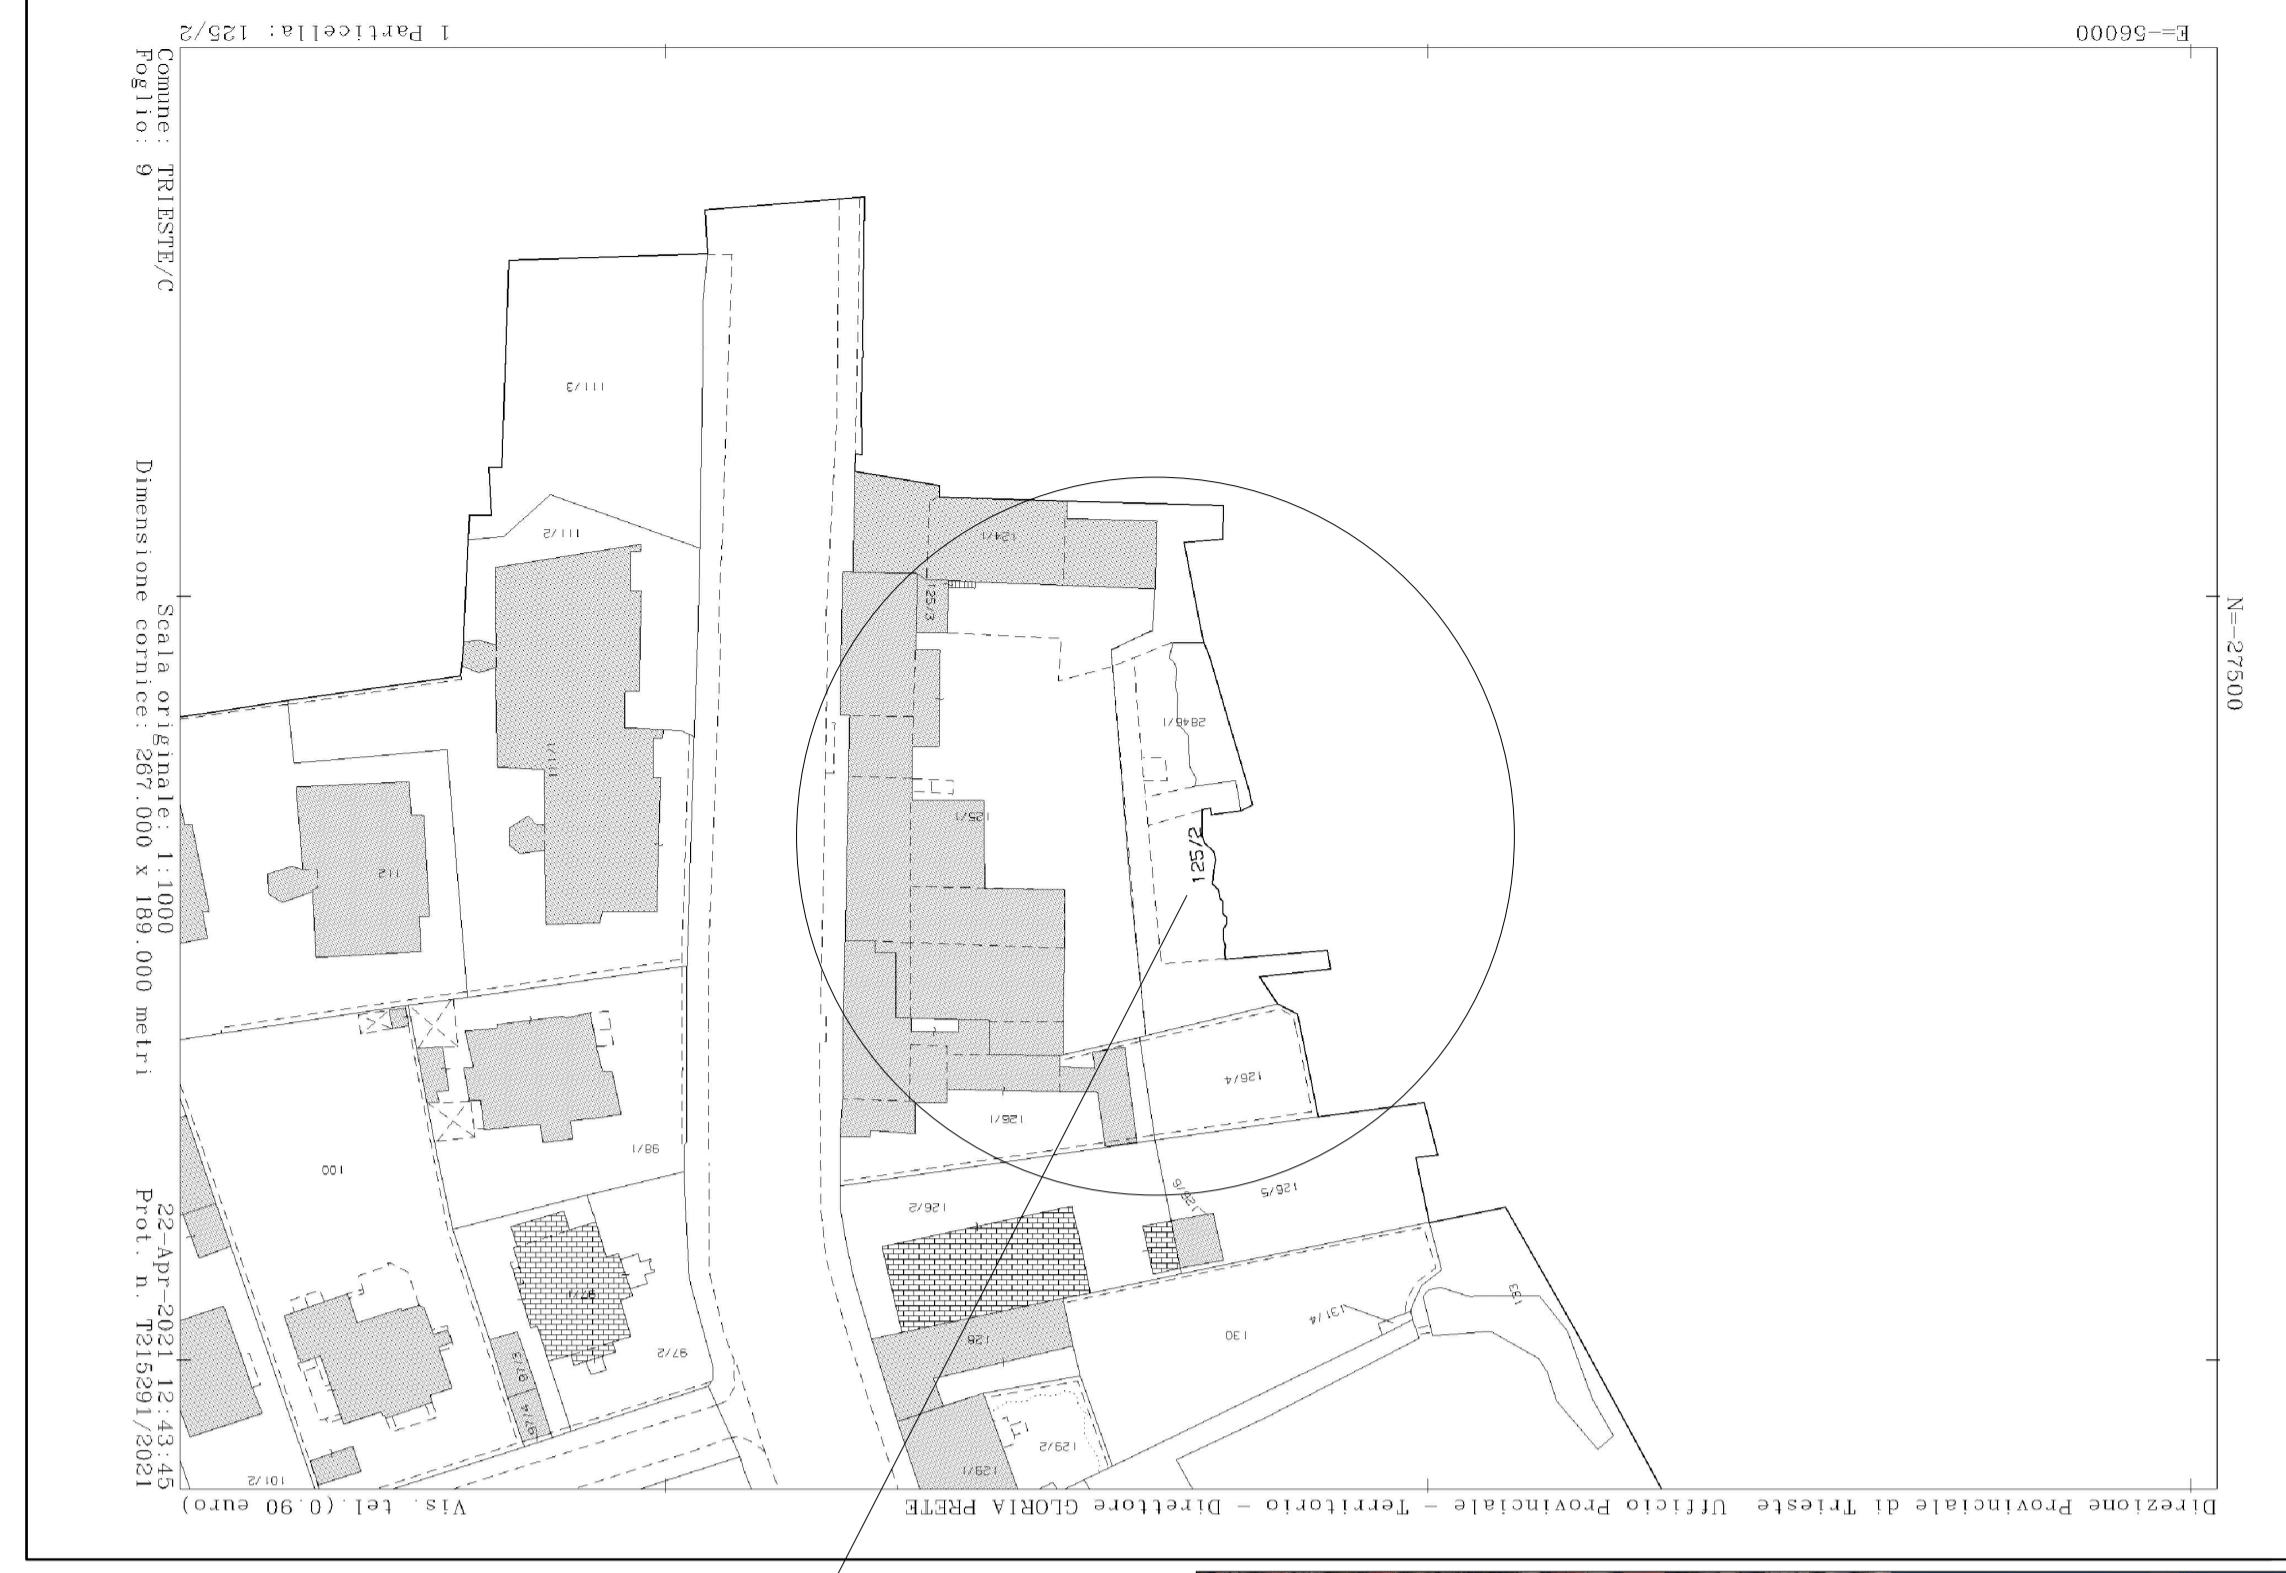 1 Particella: 125/2
E=-56000
Comune: TRIESTE/C
Foglio: 9
Scala originale: 1:1000
Dimensione cornice: 267.000 x 189.000 metri
22-Apr-2021 12:43:45
Prot. n. T215291/2021
N=-27500
111/3
111/2
111/1
112
124/1
125/3
2846/1
125/1
125/2
126/4
126/1
98/1
100
126/2
126/5
126/6
97/1
97/2
97/3
97/4
128
130
131/4
133
129/2
129/1
101/2
Vis. tel. (0.90 euro)
Direzione Provinciale di Trieste Ufficio Provinciale - Territorio - Direttore GLORIA PRETE